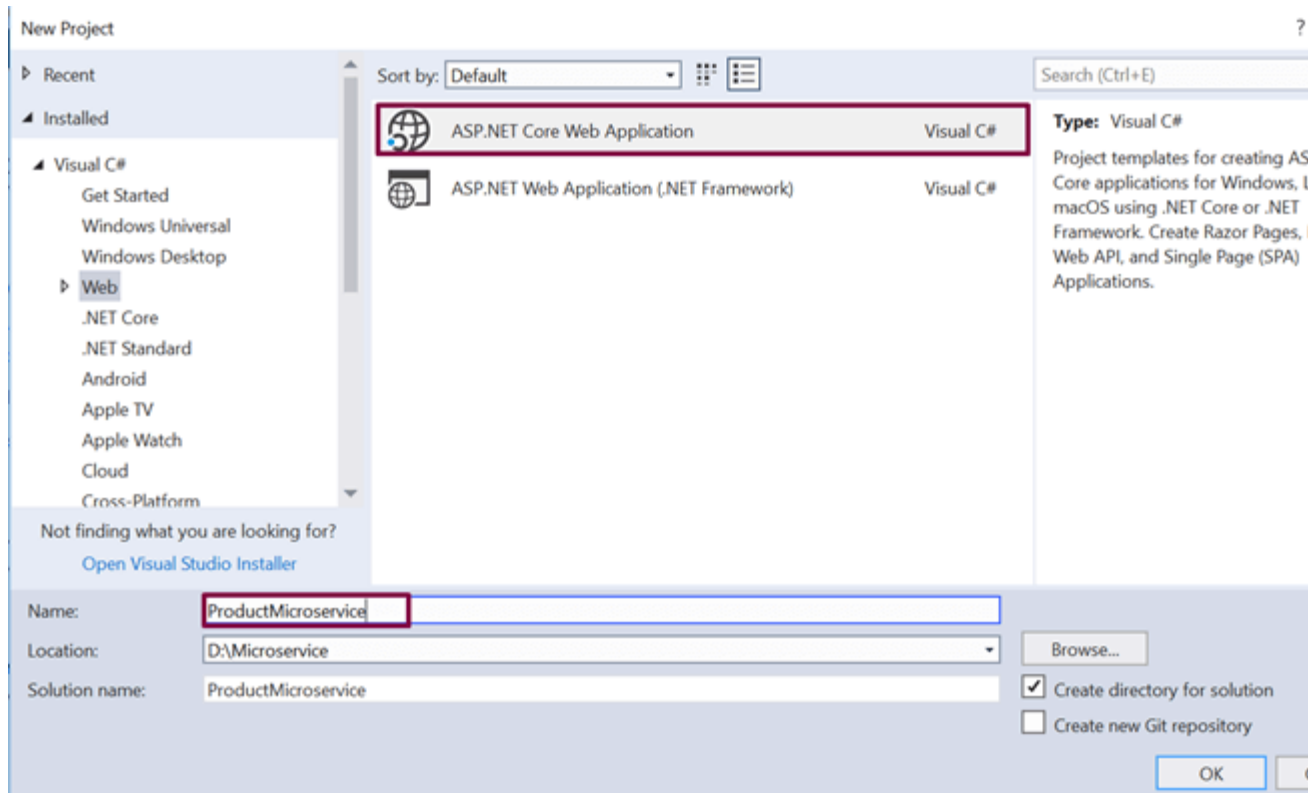 New Project
?
Recent
Installed
Visual C#
Get Started
Windows Universal
Windows Desktop
Web
.NET Core
.NET Standard
Android
Apple TV
Apple Watch
Cloud
Cross-Platform
Not finding what you are looking for?
Open Visual Studio Installer
Sort by: Default
ASP.NET Core Web Application Visual C#
ASP.NET Web Application (.NET Framework) Visual C#
Search (Ctrl+E)
Type: Visual C#
Project templates for creating AS
Core applications for Windows, L
macOS using .NET Core or .NET
Framework. Create Razor Pages,
Web API, and Single Page (SPA)
Applications.
Name: ProductMicroservice
Location: D:\Microservice
Browse...
Solution name: ProductMicroservice
Create directory for solution
Create new Git repository
OK